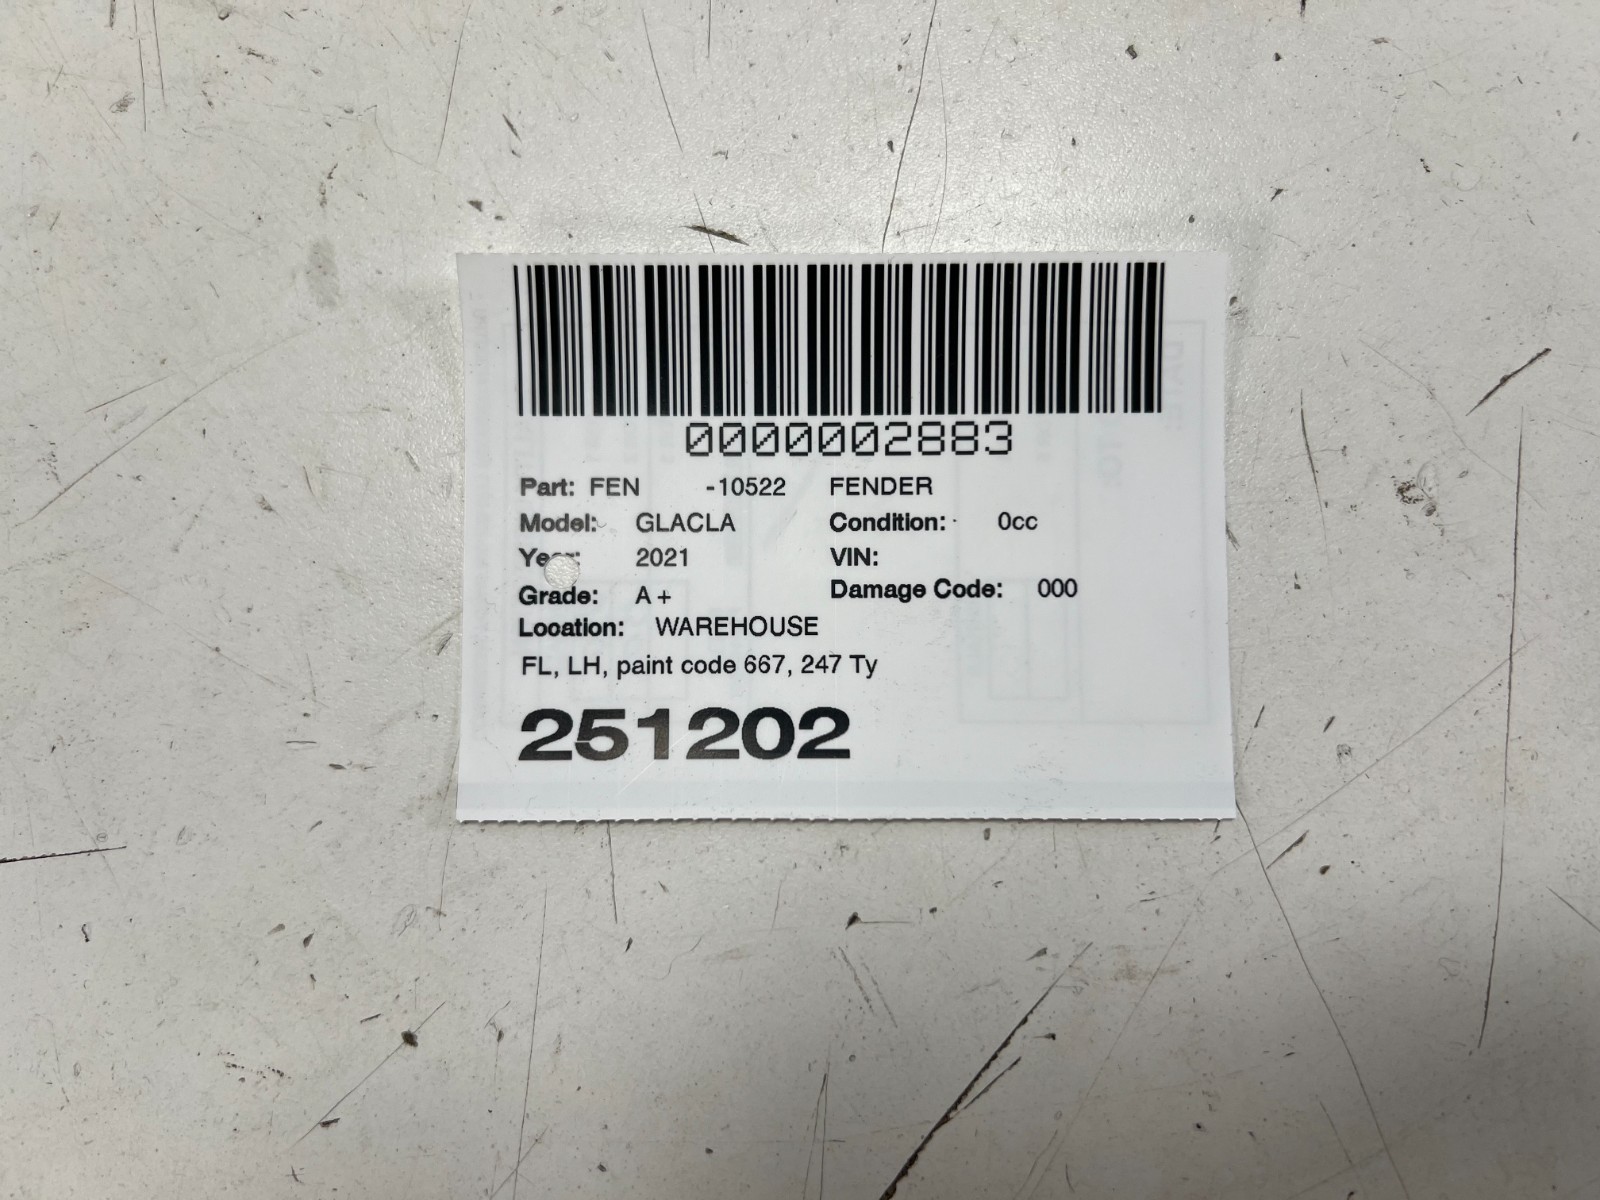 0000002883
Part: FEN -10522 FENDER
Model: GLACLA Condition: 0cc
Year: 2021 VIN:
Grade: A+ Damage Code: 000
Location: WAREHOUSE
FL, LH, paint code 667, 247 Ty
251202